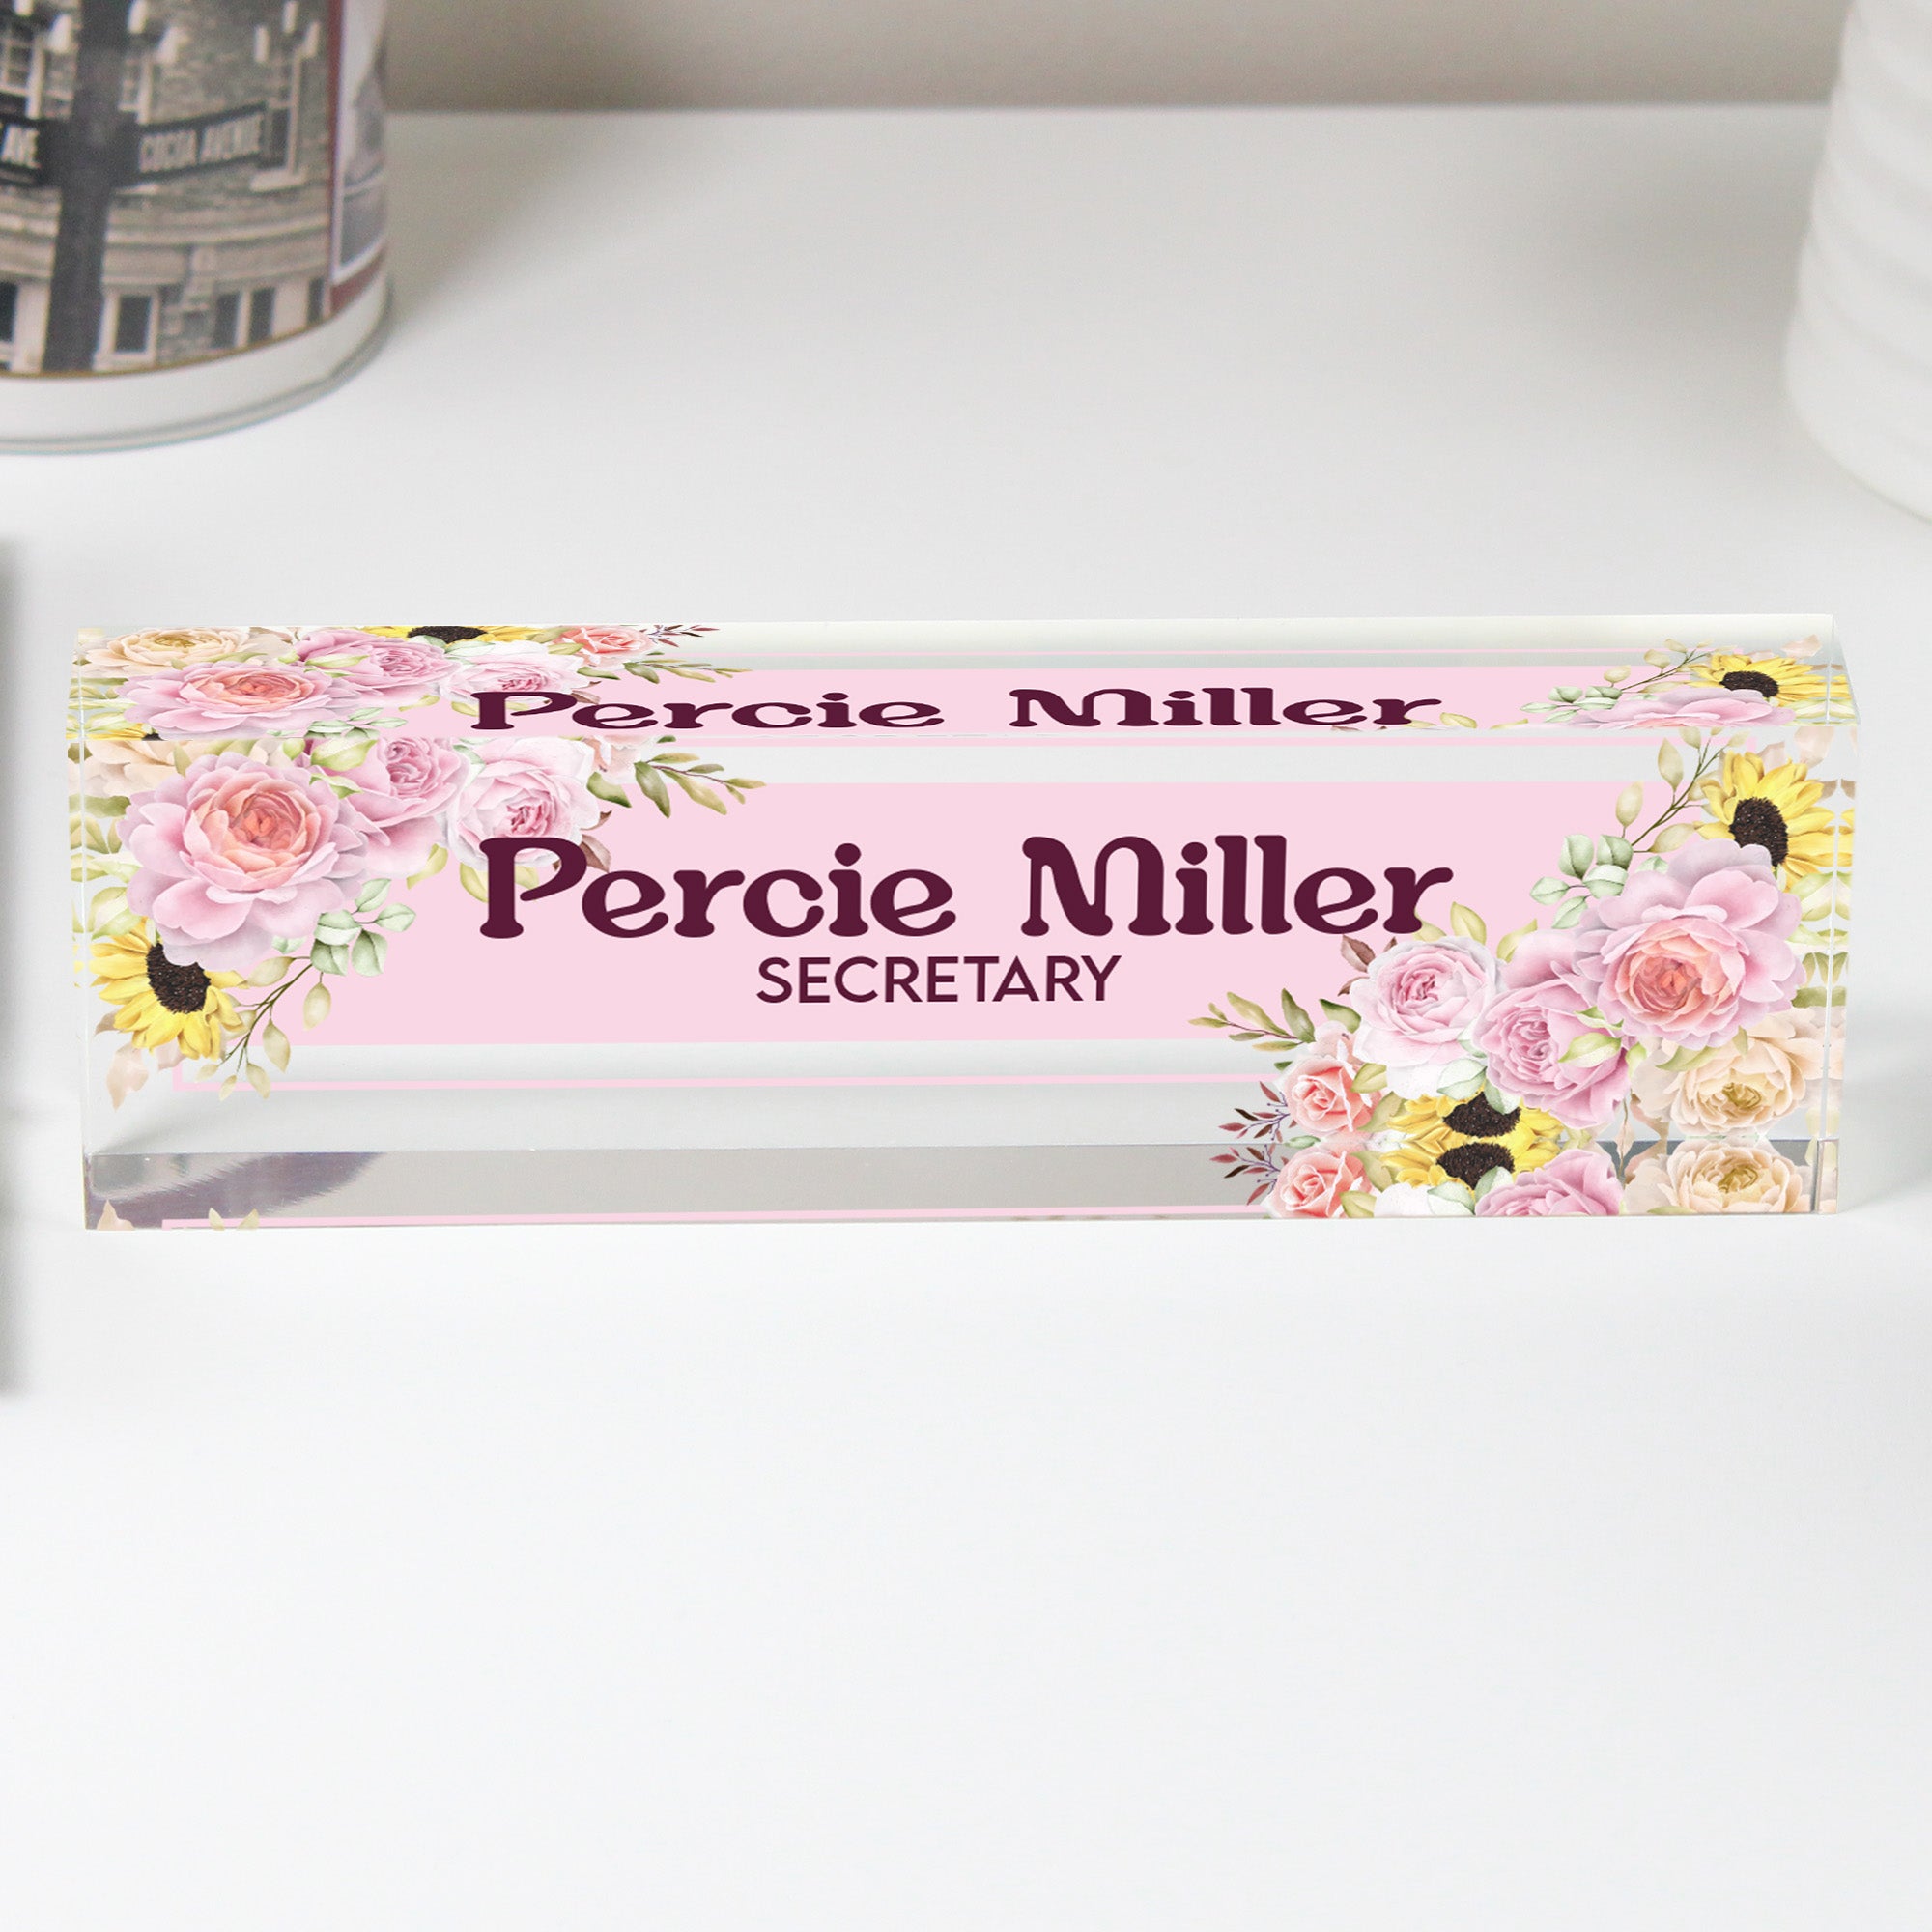 AVE.
COCOA AVENUE
Percie Miller
Percie Miller
SECRETARY